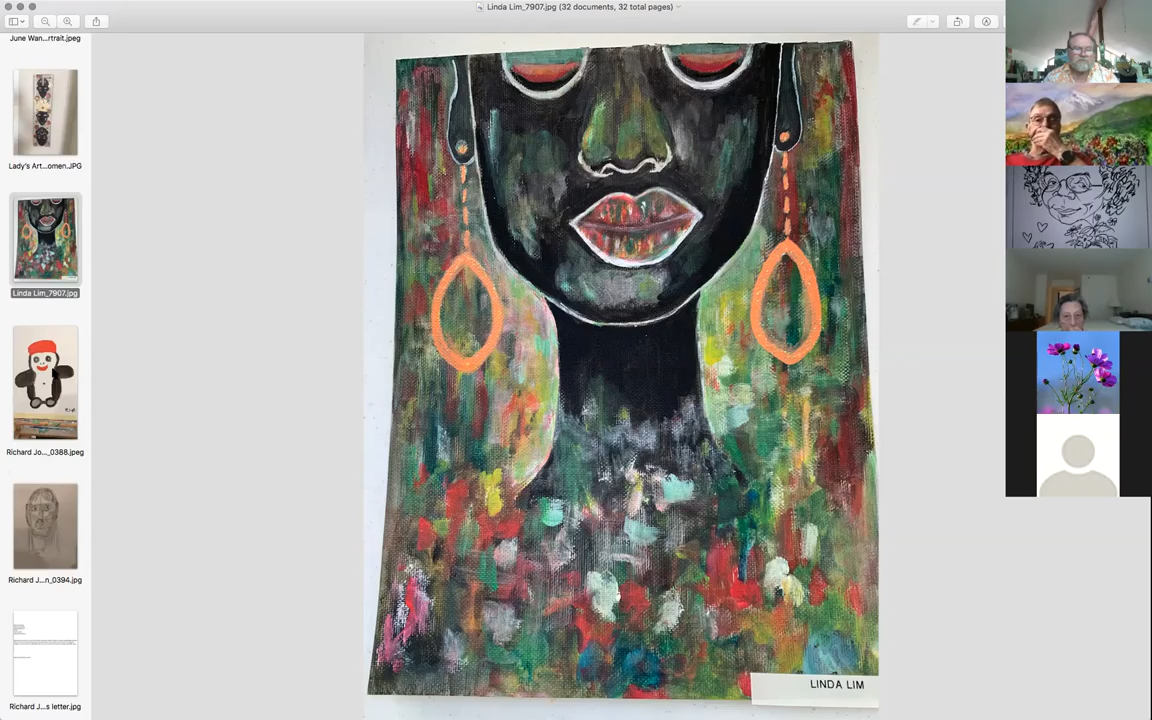 Linda Lim_7907.jpg (32 documents, 32 total pages)
June Wan...rtrait.jpeg
Lady's Art...omen.JPG
Linda Lim_7907.jpg
Richard Jo..._0388.jpeg
Richard J...n_0394.jpg
Richard J...s letter.jpg
LINDA LIM